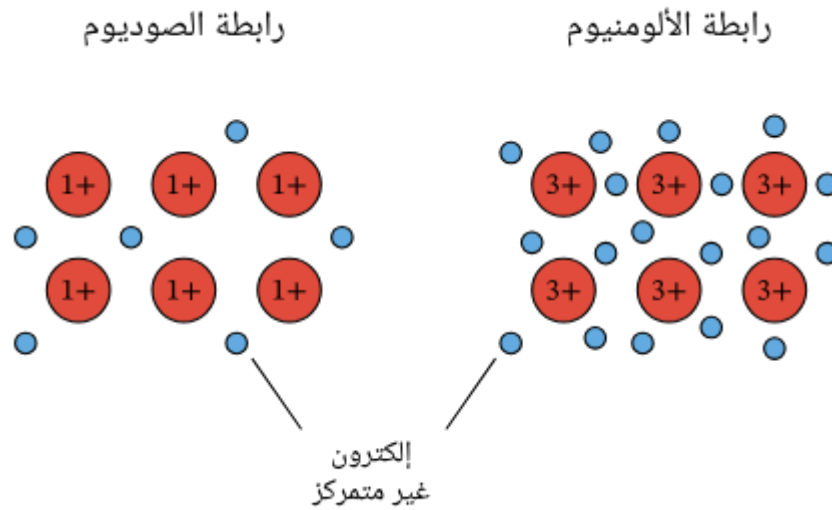 رابطة الألومنيوم
رابطة الصوديوم
1+ 1+ 1+
3+ 3+ 3+
1+ 1+ 1+
3+ 3+ 3+
إلكترون
غير متمركز